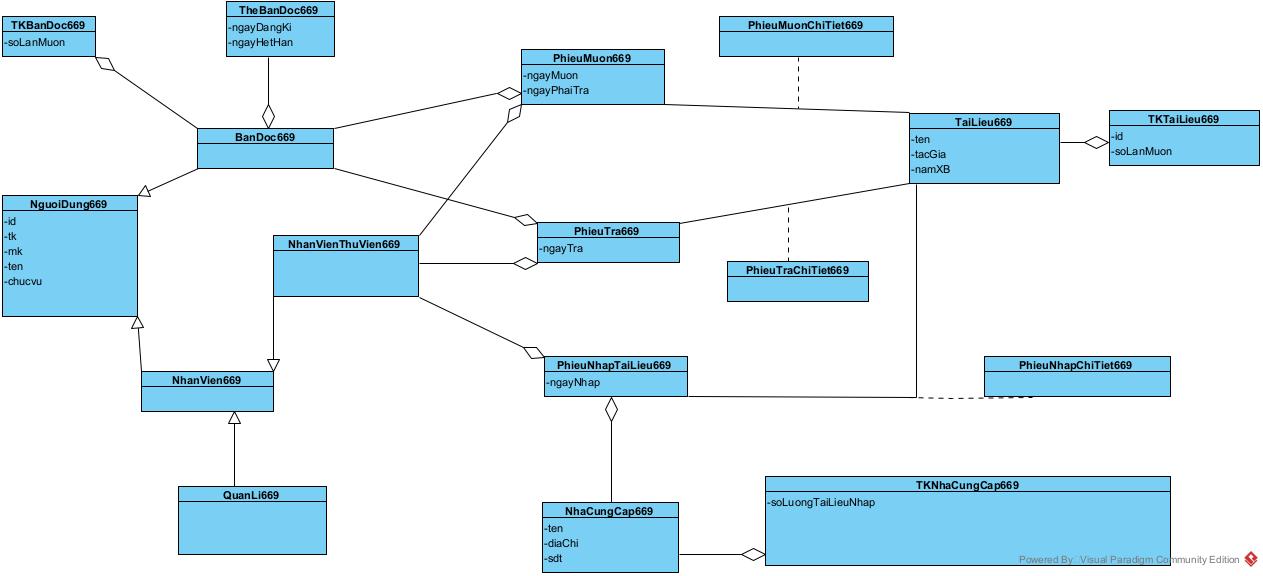 TKBanDoc669
-soLanMuon
TheBanDoc669
-ngayDangKi
-ngayHetHan
PhieuMuon669
-ngayMuon
-ngayPhaiTra
PhieuMuonChiTiet669
BanDoc669
TaiLieu669
-ten
-tacGia
-namXB
TKTaiLieu669
-id
-soLanMuon
NguoiDung669
-id
-tk
-mk
-ten
-chucvu
NhanVienThuVien669
PhieuTra669
-ngayTra
PhieuTraChiTiet669
NhanVien669
PhieuNhapTaiLieu669
-ngayNhap
PhieuNhapChiTiet669
QuanLi669
NhaCungCap669
-ten
-diaChi
-sdt
TKNhaCungCap669
-soLuongTaiLieuNhap
Powered By Visual Paradigm Community Edition